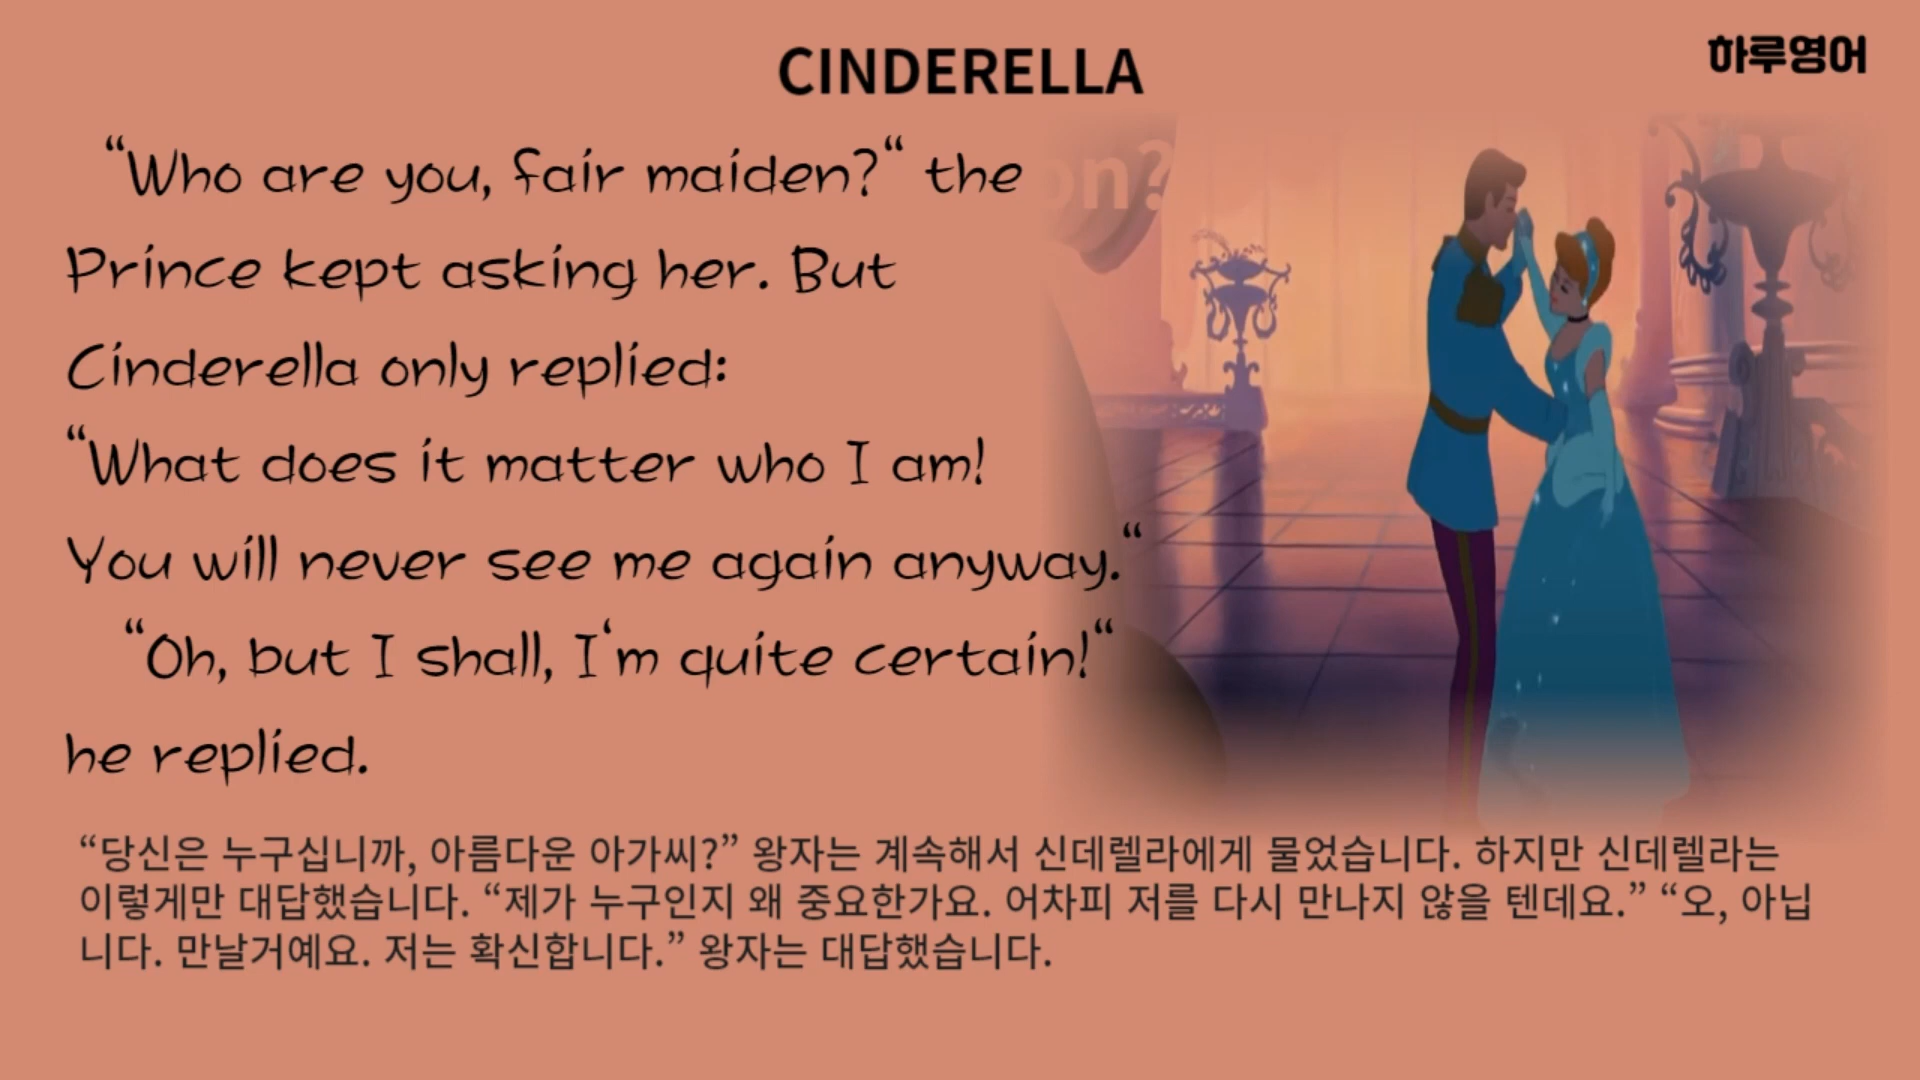 CINDERELLA
하루영어
on?
“Who are you, fair maiden?“ the
Prince kept asking her. But
Cinderella only replied:
“What does it matter who I am!
You will never see me again anyway.“
“Oh, but I shall, I‘m quite certain!“
he replied.
“당신은 누구십니까, 아름다운 아가씨?” 왕자는 계속해서 신데렐라에게 물었습니다. 하지만 신데렐라는
이렇게만 대답했습니다. “제가 누구인지 왜 중요한가요. 어차피 저를 다시 만나지 않을 텐데요.” “오, 아닙
니다. 만날거예요. 저는 확신합니다.” 왕자는 대답했습니다.